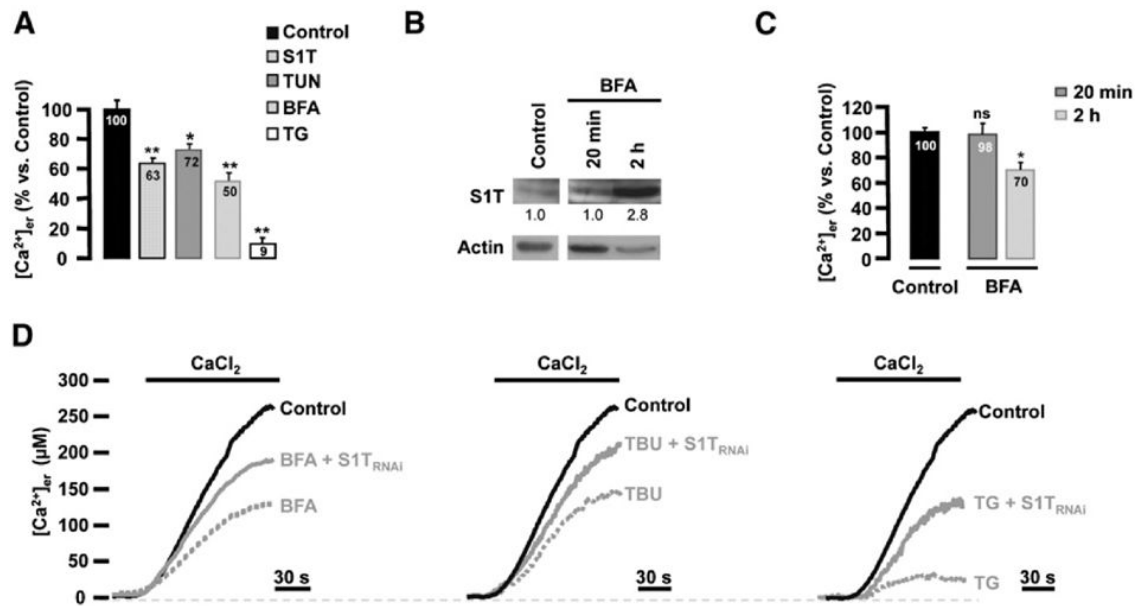 A
Control
S1T
TUN
BFA
TG
[Ca²⁺]er (% vs. Control)
100
80
60
40
20
0
100
**
63
*
72
**
50
**
9
B
BFA
Control
20 min
2 h
S1T
1.0
1.0
2.8
Actin
C
20 min
2 h
[Ca²⁺]er (% vs. Control)
120
100
80
60
40
20
0
100
ns
98
*
70
Control
BFA
D
[Ca²⁺]er (µM)
300
250
200
150
100
50
0
CaCl₂
Control
BFA + S1TRNAi
BFA
30 s
CaCl₂
Control
TBU + S1TRNAi
TBU
30 s
CaCl₂
Control
TG + S1TRNAi
TG
30 s